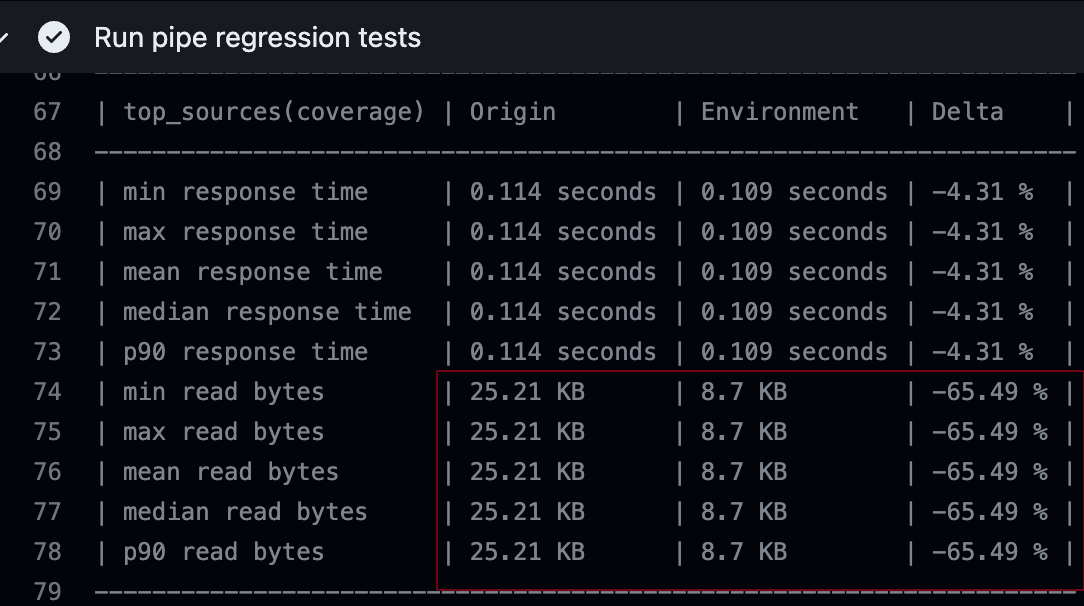 Run pipe regression tests
66
67 | top_sources(coverage) | Origin | Environment | Delta |
68 --------------------------------------------------------------------
69 | min response time | 0.114 seconds | 0.109 seconds | -4.31 % |
70 | max response time | 0.114 seconds | 0.109 seconds | -4.31 % |
71 | mean response time | 0.114 seconds | 0.109 seconds | -4.31 % |
72 | median response time | 0.114 seconds | 0.109 seconds | -4.31 % |
73 | p90 response time | 0.114 seconds | 0.109 seconds | -4.31 % |
74 | min read bytes | 25.21 KB | 8.7 KB | -65.49 % |
75 | max read bytes | 25.21 KB | 8.7 KB | -65.49 % |
76 | mean read bytes | 25.21 KB | 8.7 KB | -65.49 % |
77 | median read bytes | 25.21 KB | 8.7 KB | -65.49 % |
78 | p90 read bytes | 25.21 KB | 8.7 KB | -65.49 % |
79 --------------------------------------------------------------------